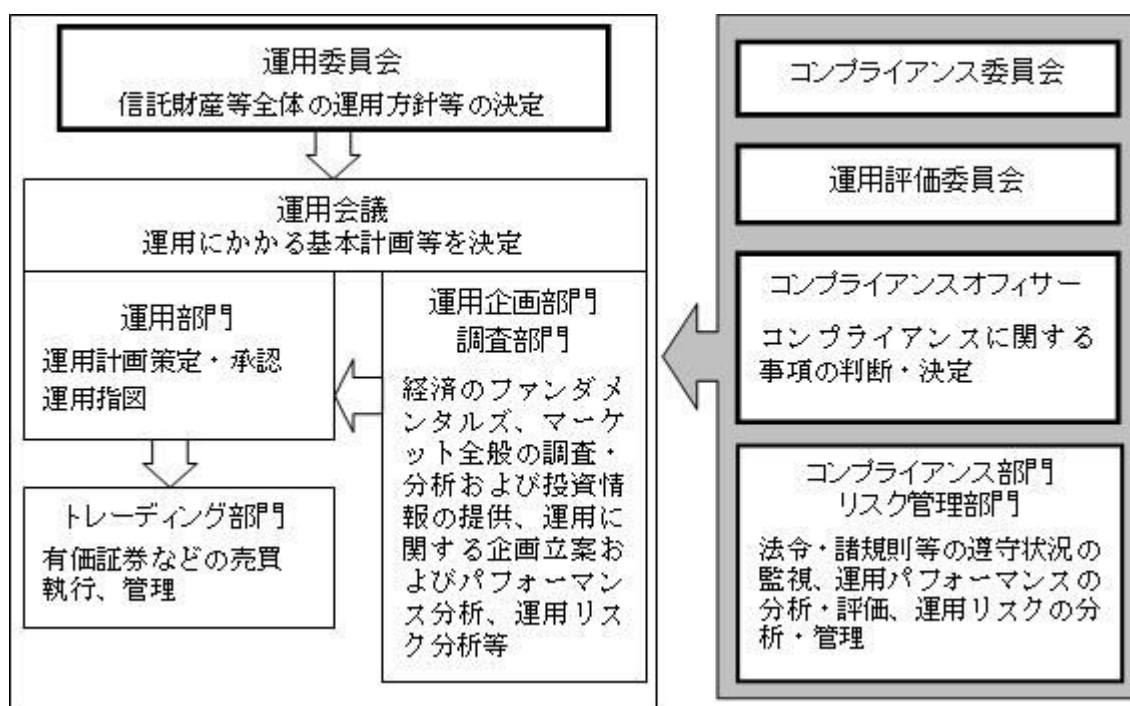 運用委員会
信託財産等全体の運用方針等の決定
運用会議
運用にかかる基本計画等を決定
運用部門
運用計画策定・承認
運用指図
運用企画部門
調査部門
経済のファンダメ
ンタルズ、マーケ
ット全般の調査・
分析および投資情
報の提供、運用に
関する企画立案お
よびパフォーマン
ス分析、運用リス
ク分析等
トレーディング部門
有価証券などの売買
執行、管理
コンプライアンス委員会
運用評価委員会
コンプライアンスオフィサー
コンプライアンスに関する
事項の判断・決定
コンプライアンス部門
リスク管理部門
法令・諸規則等の遵守状況の
監視、運用パフォーマンスの
分析・評価、運用リスクの分
析・管理